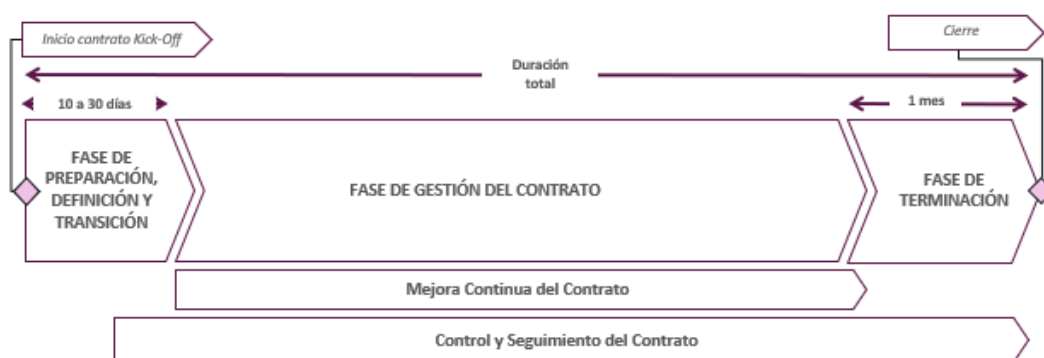 Inicio contrato Kick-Off
Cierre
Duración
total
10 a 30 días
1 mes
FASE DE
PREPARACIÓN,
DEFINICIÓN Y
TRANSICIÓN
FASE DE GESTIÓN DEL CONTRATO
FASE DE
TERMINACIÓN
Mejora Continua del Contrato
Control y Seguimiento del Contrato